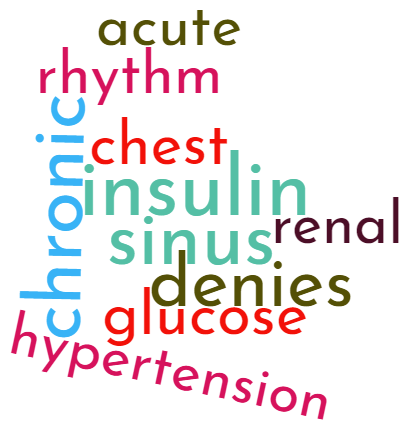 acute
rhythm
chronic
chest
insulin
renal
sinus
denies
glucose
hypertension